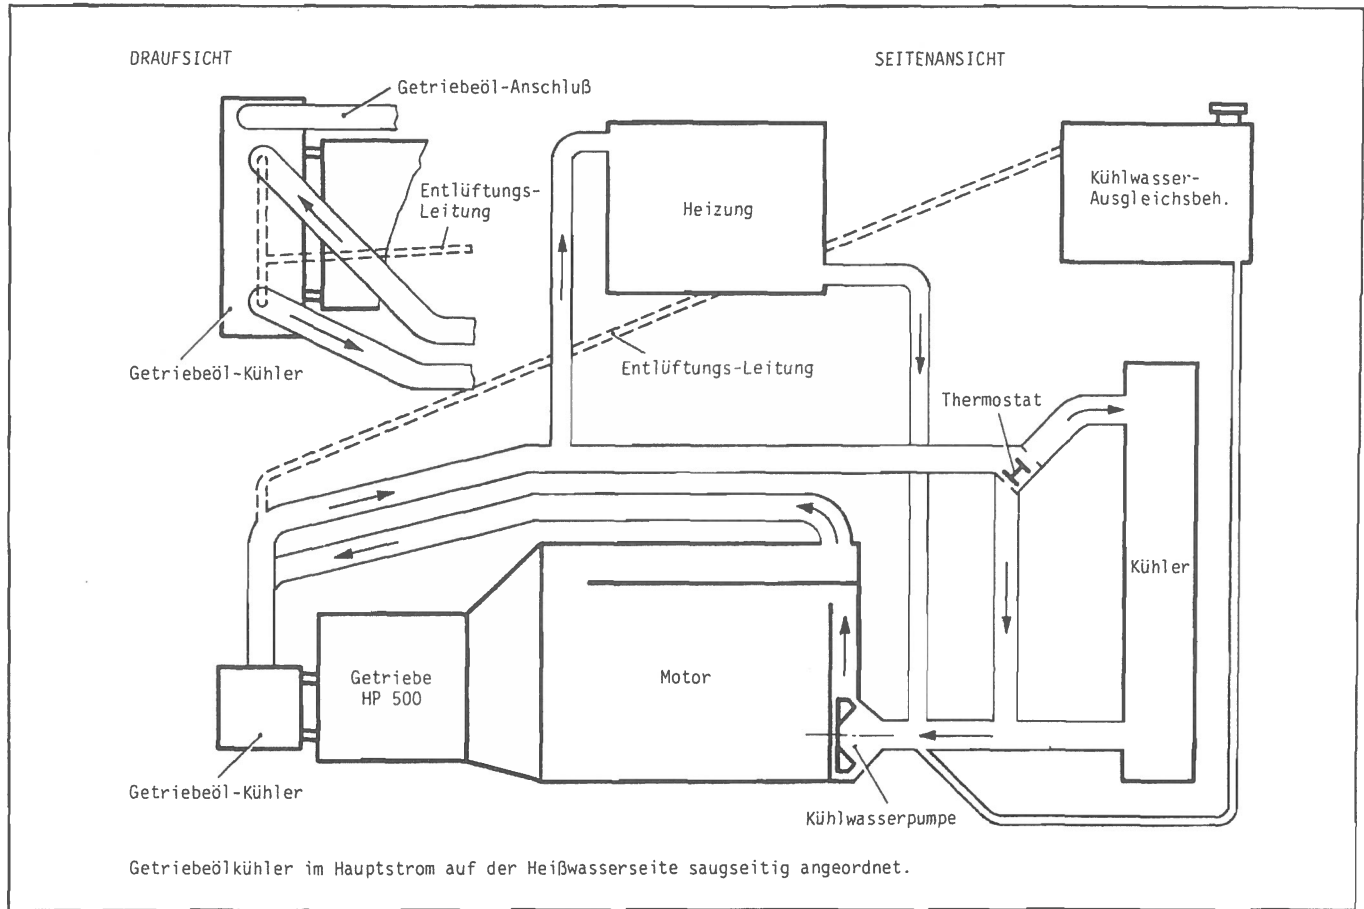 DRAUFSICHT
SEITENANSICHT
Getriebeöl-Anschluß
Entlüftungs-
Leitung
Getriebeöl-Kühler
Heizung
Kühlwasser-
Ausgleichsbeh.
Entlüftungs-Leitung
Thermostat
Kühler
Getriebe
HP 500
Motor
Getriebeöl-Kühler
Kühlwasserpumpe
Getriebeölkühler im Hauptstrom auf der Heißwasserseite saugseitig angeordnet.